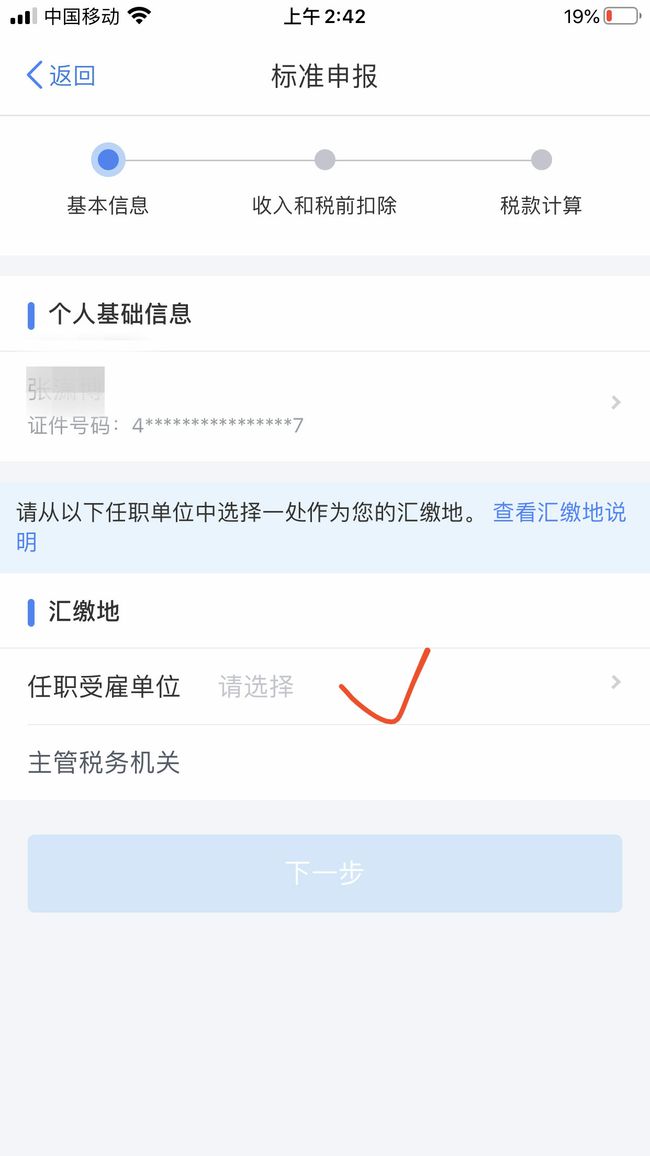 中国移动 上午 2:42 19%
返回 标准申报
基本信息 收入和税前扣除 税款计算
个人基础信息
张
证件号码：4****************7
请从以下任职单位中选择一处作为您的汇缴地。 查看汇缴地说
明
汇缴地
任职受雇单位 请选择
主管税务机关
下一步